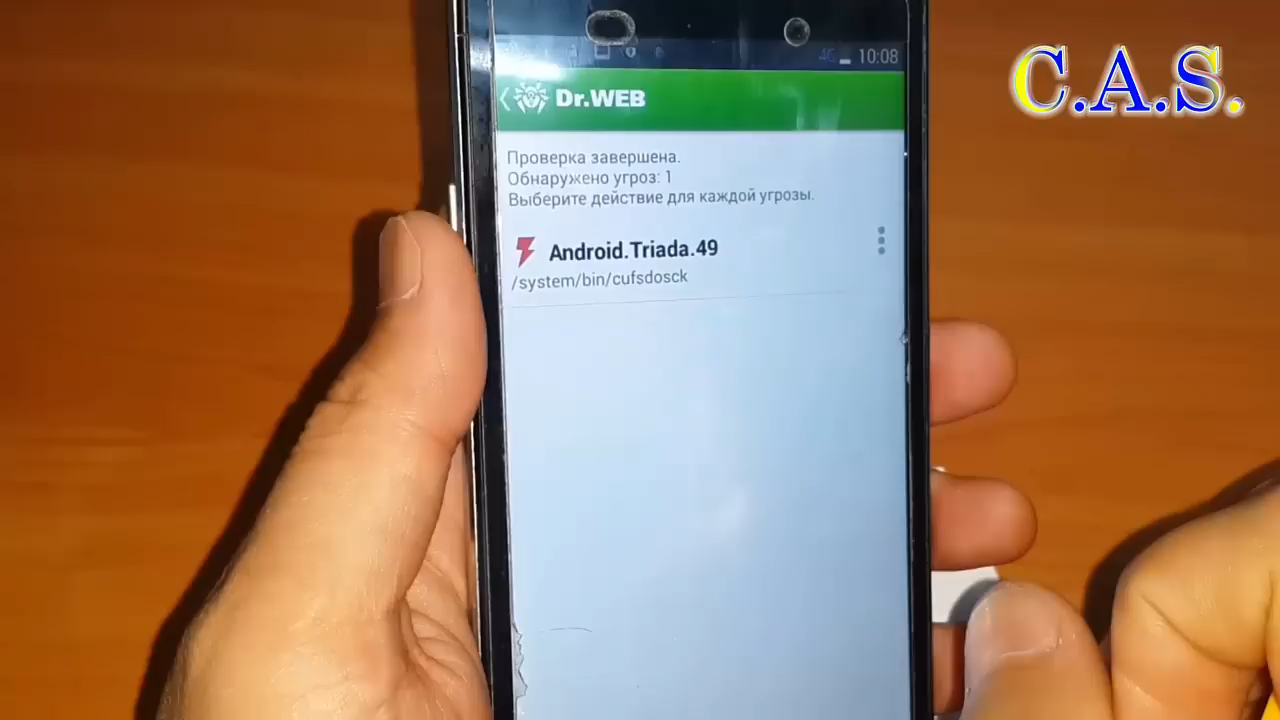 10:08
C.A.S.
Dr.WEB
Проверка завершена.
Обнаружено угроз: 1
Выберите действие для каждой угрозы.
Android.Triada.49
/system/bin/cufsdosck